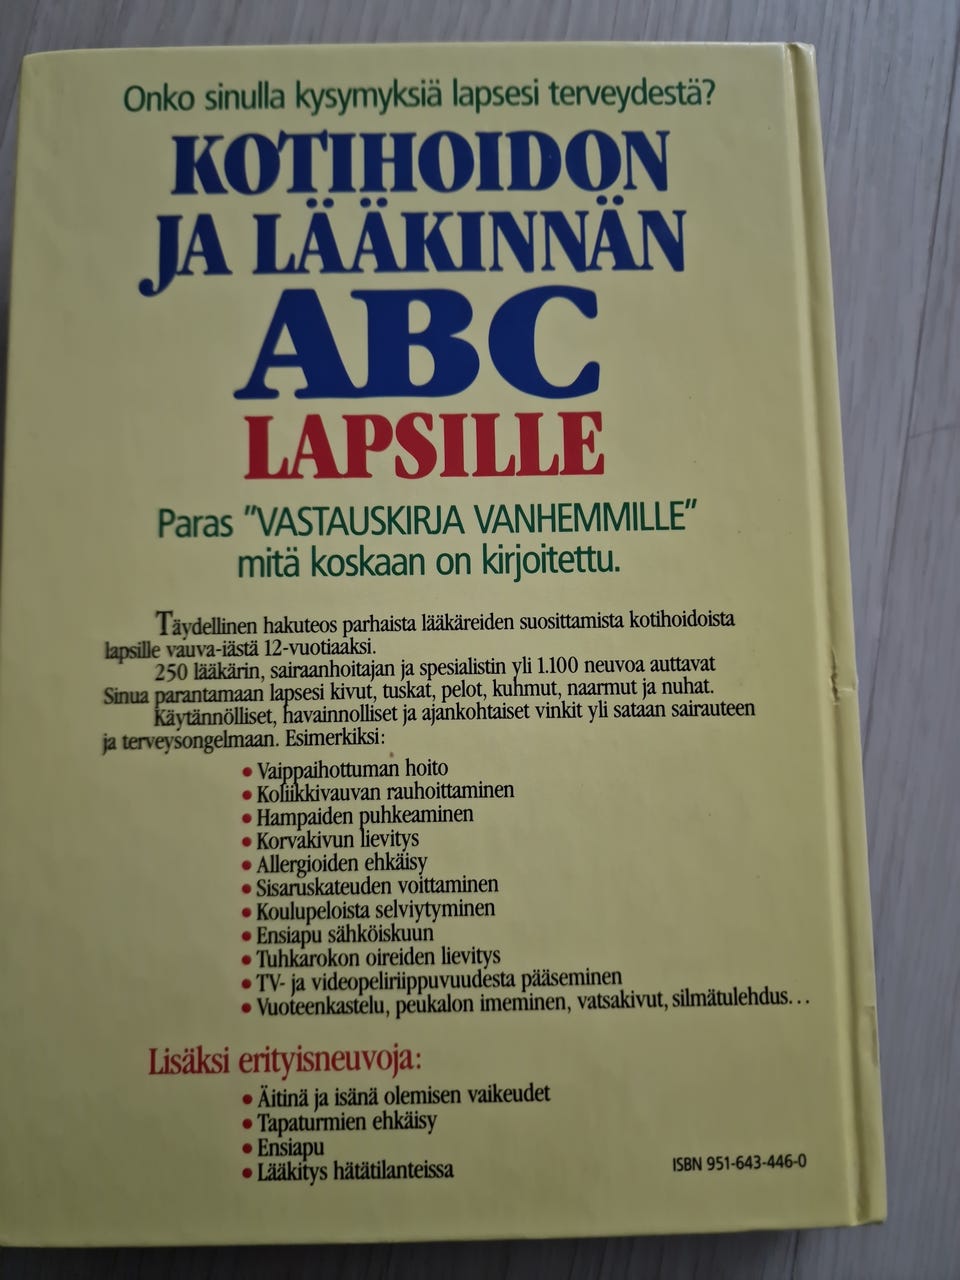 Onko sinulla kysymyksiä lapsesi terveydestä?
KOTIHOIDON
JA LÄÄKINNÄN
ABC
LAPSILLE
Paras "VASTAUSKIRJA VANHEMMILLE"
mitä koskaan on kirjoitettu.
Täydellinen hakuteos parhaista lääkäreiden suosittamista kotihoidoista
lapsille vauva-iästä 12-vuotiaaksi.
250 lääkärin, sairaanhoitajan ja spesialistin yli 1.100 neuvoa auttavat
Sinua parantamaan lapsesi kivut, tuskat, pelot, kuhmut, naarmut ja nuhat.
Käytännölliset, havainnolliset ja ajankohtaiset vinkit yli sataan sairauteen
ja terveysongelmaan. Esimerkiksi:
• Vaippaihottuman hoito
• Koliikkivauvan rauhoittaminen
• Hampaiden puhkeaminen
• Korvakivun lievitys
• Allergioiden ehkäisy
• Sisaruskateuden voittaminen
• Koulupeloista selviytyminen
• Ensiapu sähköiskuun
• Tuhkarokon oireiden lievitys
• TV- ja videopeliriippuvuudesta pääseminen
• Vuoteenkastelu, peukalon imeminen, vatsakivut, silmätulehdus...
Lisäksi erityisneuvoja:
• Äitinä ja isänä olemisen vaikeudet
• Tapaturmien ehkäisy
• Ensiapu
• Lääkitys hätätilanteissa
ISBN 951-643-446-0